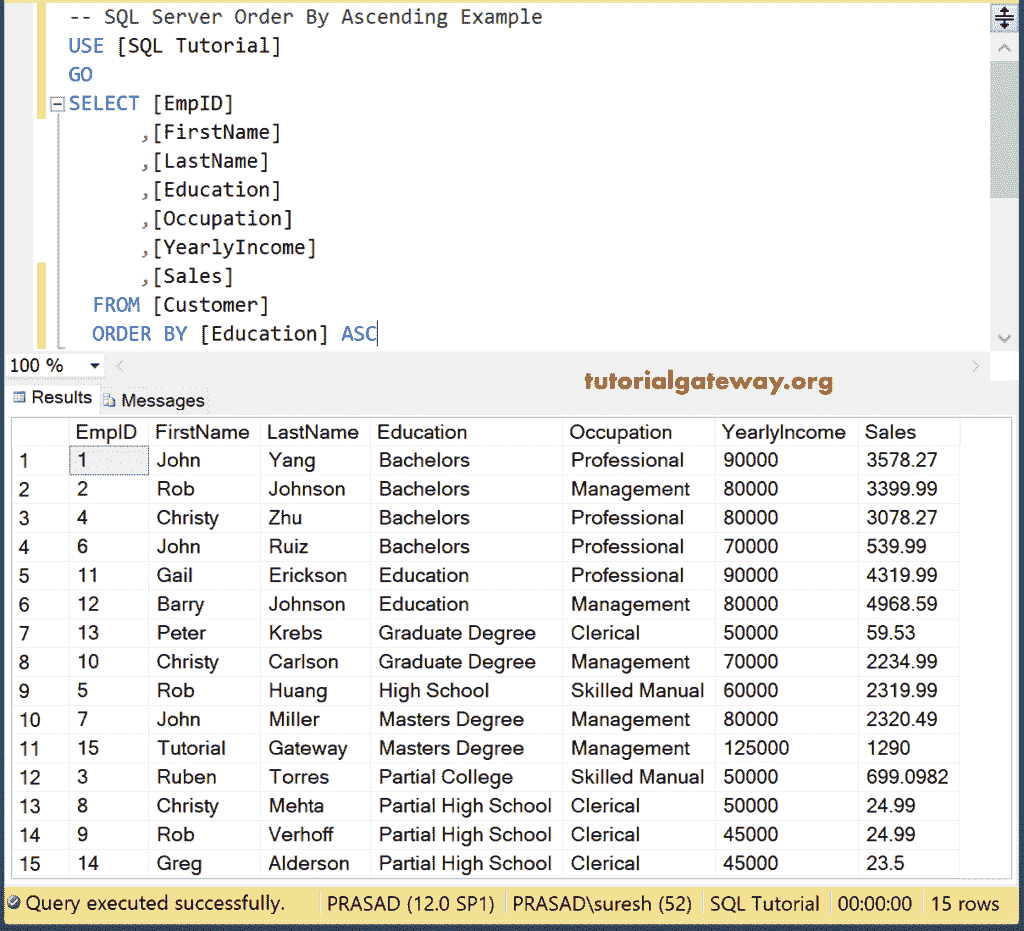 -- SQL Server Order By Ascending Example
USE [SQL Tutorial]
GO
SELECT [EmpID]
,[FirstName]
,[LastName]
,[Education]
,[Occupation]
,[YearlyIncome]
,[Sales]
FROM [Customer]
ORDER BY [Education] ASC
100 %
tutorialgateway.org
Results Messages
EmpID FirstName LastName Education Occupation YearlyIncome Sales
1 1 John Yang Bachelors Professional 90000 3578.27
2 2 Rob Johnson Bachelors Management 80000 3399.99
3 4 Christy Zhu Bachelors Professional 80000 3078.27
4 6 John Ruiz Bachelors Professional 70000 539.99
5 11 Gail Erickson Education Professional 90000 4319.99
6 12 Barry Johnson Education Management 80000 4968.59
7 13 Peter Krebs Graduate Degree Clerical 50000 59.53
8 10 Christy Carlson Graduate Degree Management 70000 2234.99
9 5 Rob Huang High School Skilled Manual 60000 2319.99
10 7 John Miller Masters Degree Management 80000 2320.49
11 15 Tutorial Gateway Masters Degree Management 125000 1290
12 3 Ruben Torres Partial College Skilled Manual 50000 699.0982
13 8 Christy Mehta Partial High School Clerical 50000 24.99
14 9 Rob Verhoff Partial High School Clerical 45000 24.99
15 14 Greg Alderson Partial High School Clerical 45000 23.5
Query executed successfully. PRASAD (12.0 SP1) PRASAD\suresh (52) SQL Tutorial 00:00:00 15 rows